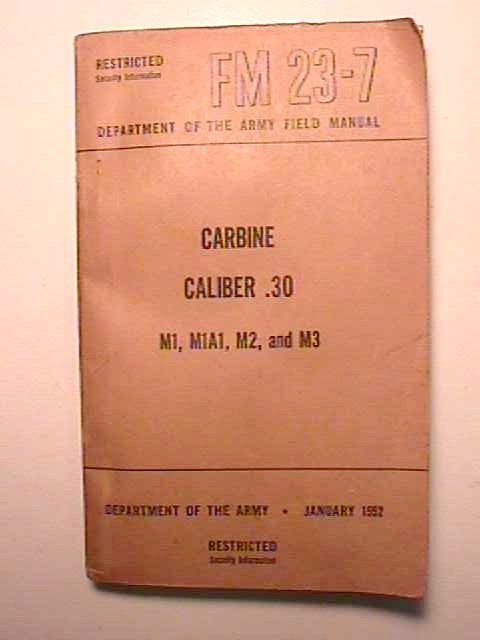 RESTRICTED
Security Information
FM 23-7
DEPARTMENT OF THE ARMY FIELD MANUAL
CARBINE
CALIBER .30
M1, M1A1, M2, and M3
DEPARTMENT OF THE ARMY • JANUARY 1952
RESTRICTED
Security Information